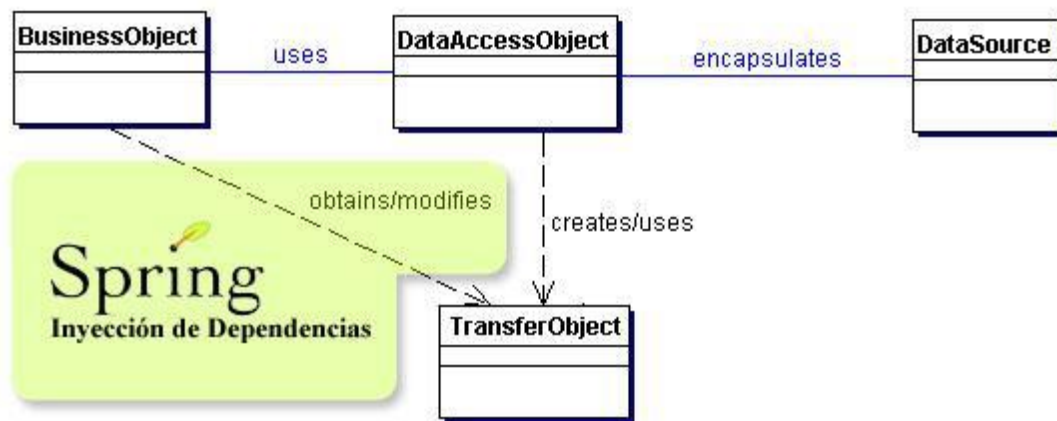 BusinessObject
uses
DataAccessObject
encapsulates
DataSource
obtains/modifies
creates/uses
Spring
Inyección de Dependencias
TransferObject